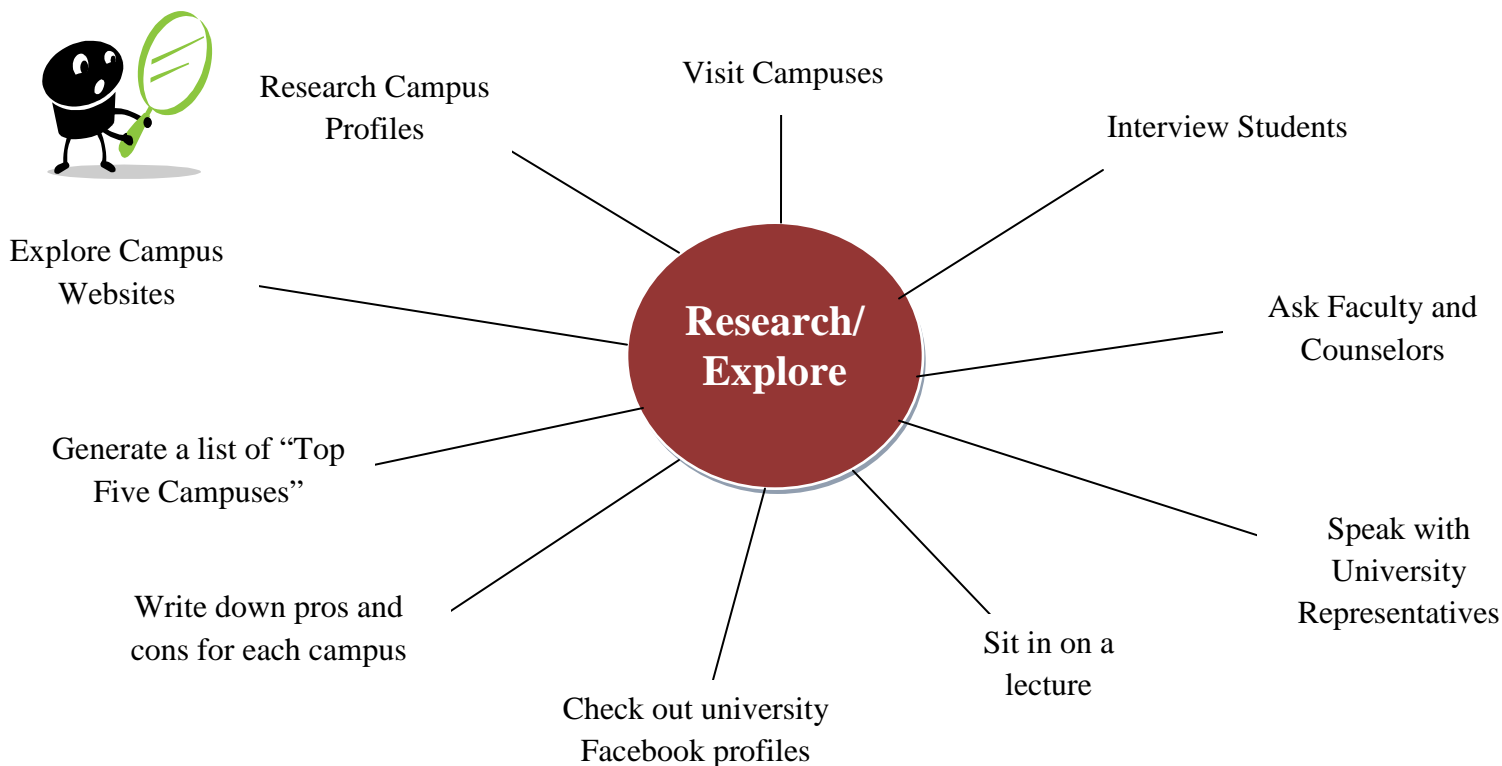 Research Campus
Profiles
Visit Campuses
Interview Students
Explore Campus
Websites
Research/
Explore
Ask Faculty and
Counselors
Generate a list of “Top
Five Campuses”
Speak with
University
Representatives
Write down pros and
cons for each campus
Sit in on a
lecture
Check out university
Facebook profiles